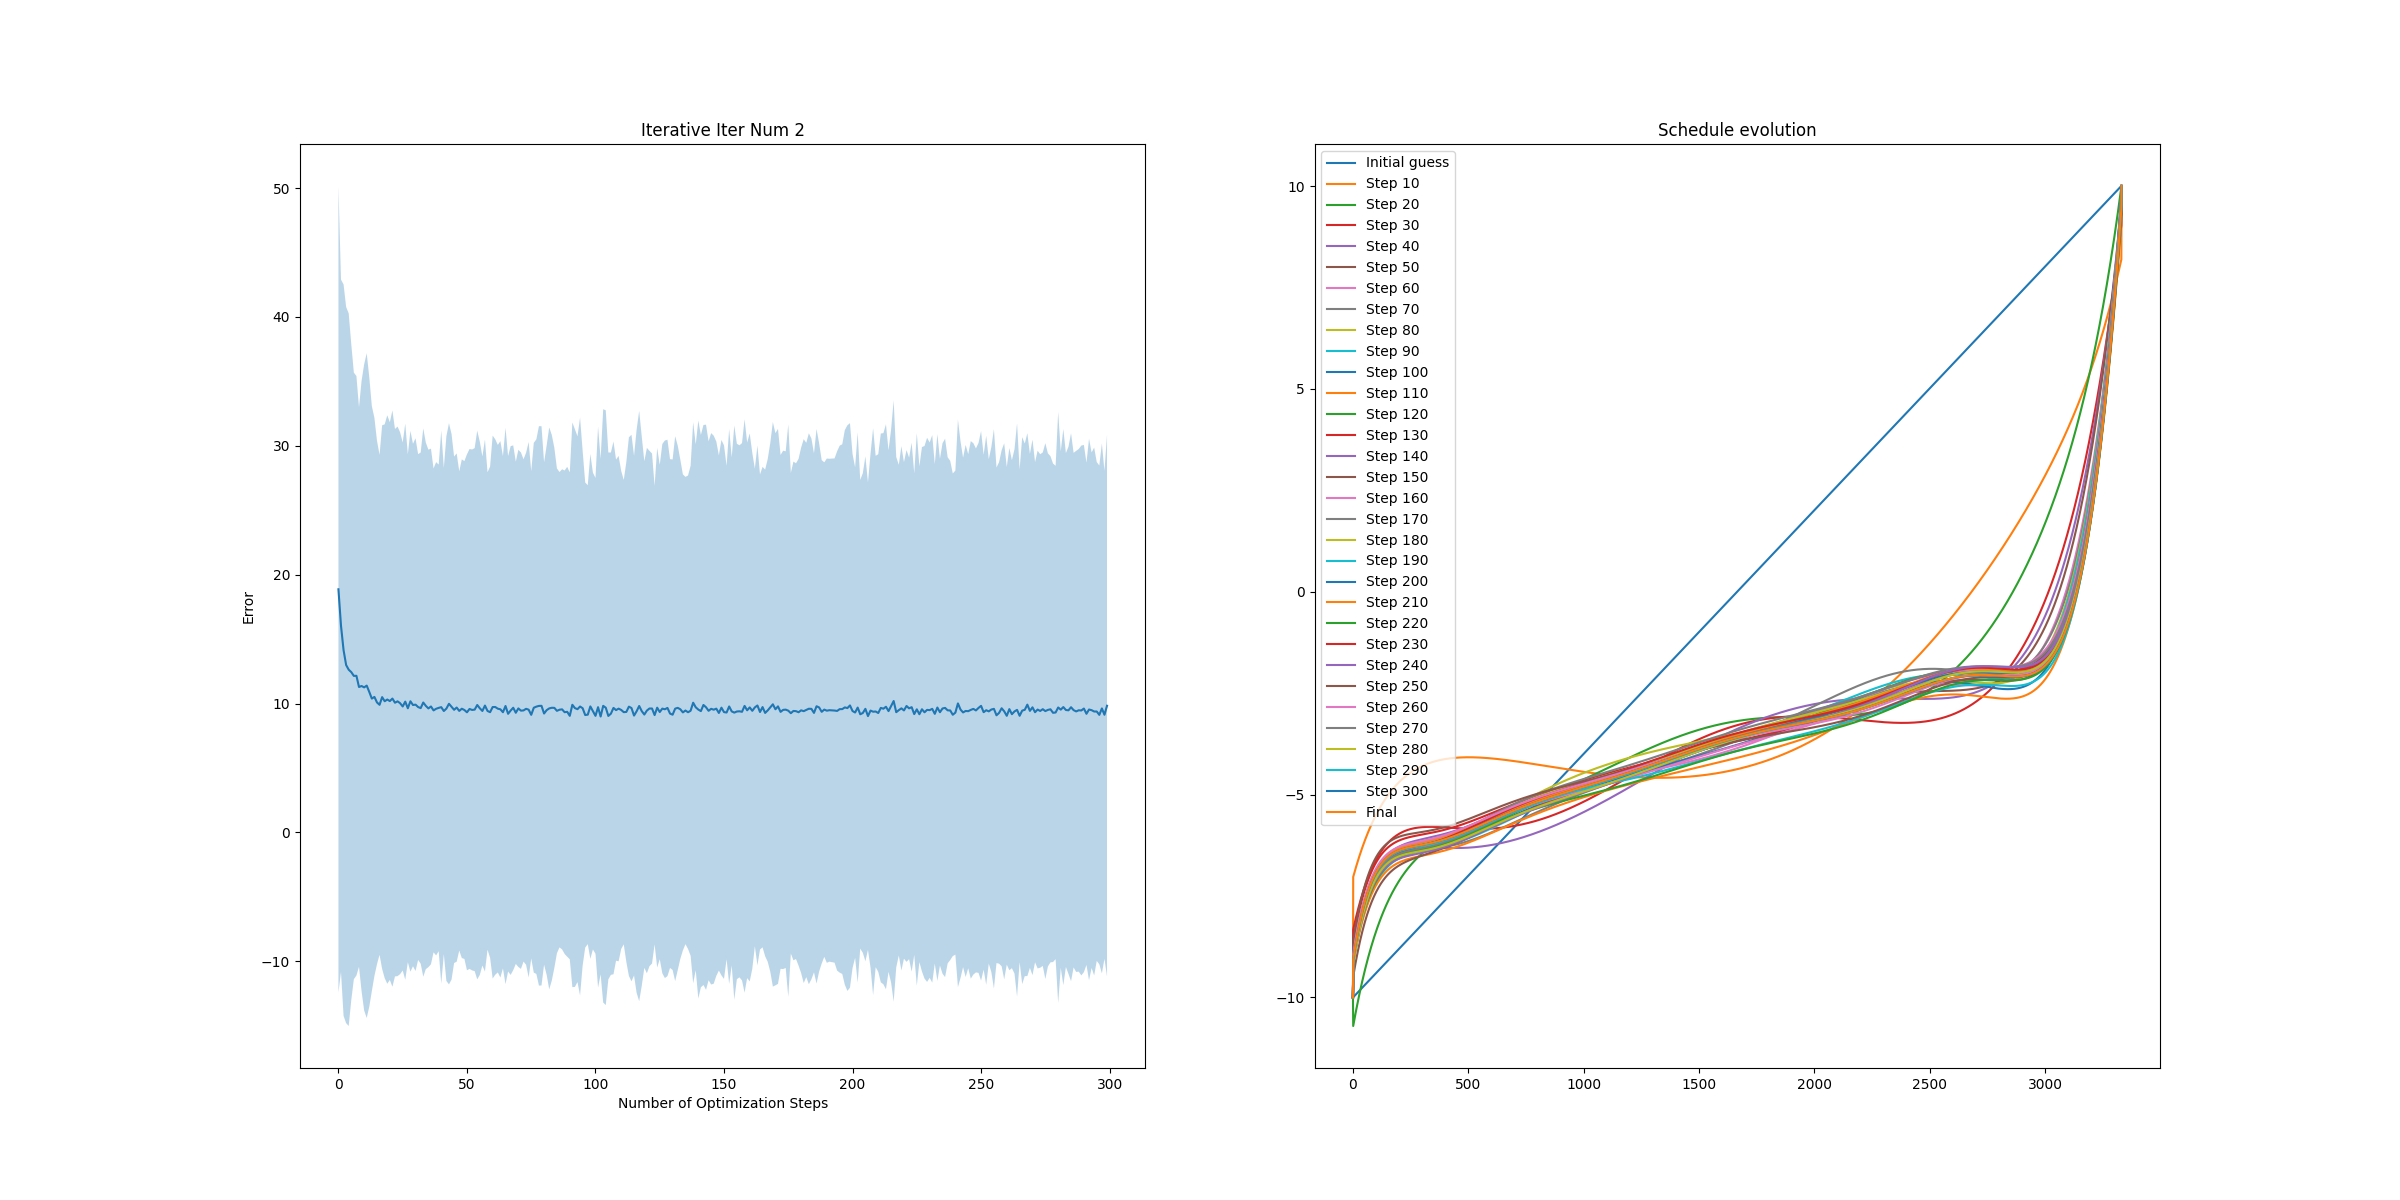 Iterative Iter Num 2
50
40
30
20
10
0
−10
Error
0
50
100
150
200
250
300
Number of Optimization Steps
Schedule evolution
10
5
0
−5
−10
Initial guess
Step 10
Step 20
Step 30
Step 40
Step 50
Step 60
Step 70
Step 80
Step 90
Step 100
Step 110
Step 120
Step 130
Step 140
Step 150
Step 160
Step 170
Step 180
Step 190
Step 200
Step 210
Step 220
Step 230
Step 240
Step 250
Step 260
Step 270
Step 280
Step 290
Step 300
Final
0
500
1000
1500
2000
2500
3000